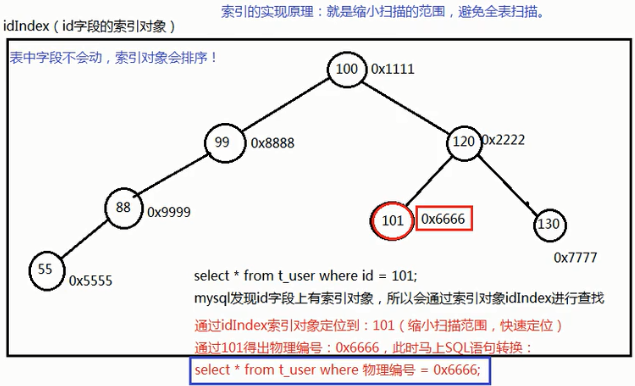 索引的实现原理：就是缩小扫描的范围，避免全表扫描。
idIndex（id字段的索引对象）
表中字段不会动，索引对象会排序！
100 0x1111
99 0x8888
120 0x2222
88 0x9999
101 0x6666
130
0x7777
55
0x5555
select * from t_user where id = 101;
mysql发现id字段上有索引对象，所以会通过索引对象idIndex进行查找
通过idIndex索引对象定位到：101（缩小扫描范围，快速定位）
通过101得出物理编号：0x6666，此时马上SQL语句转换：
select * from t_user where 物理编号 = 0x6666;